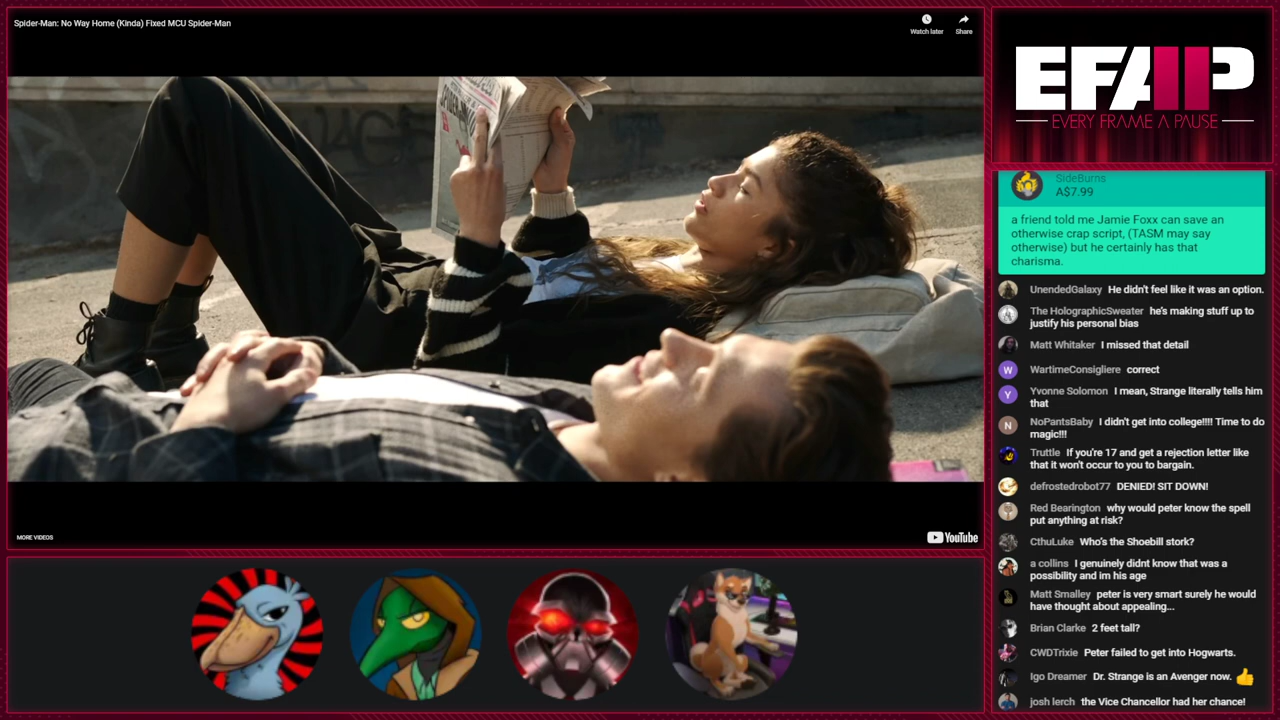 Spider-Man: No Way Home (Kinda) Fixed MCU Spider-Man
Watch later
Share
MORE VIDEOS
YouTube
EFAP
EVERY FRAME A PAUSE
SideBurns
A$7.99
a friend told me Jamie Foxx can save an
otherwise crap script, (TASM may say
otherwise) but he certainly has that
charisma.
UnendedGalaxy He didn't feel like it was an option.
The HolographicSweater he's making stuff up to
justify his personal bias
Matt Whitaker I missed that detail
W WartimeConsigliere correct
Y Yvonne Solomon I mean, Strange literally tells him
that
N NoPantsBaby I didn't get into college!!!! Time to do
magic!!!
Truttle If you're 17 and get a rejection letter like
that it won't occur to you to bargain.
defrostedrobot77 DENIED! SIT DOWN!
Red Bearington why would peter know the spell
put anything at risk?
CthuLuke Who's the Shoebill stork?
a collins I genuinely didnt know that was a
possibility and im his age
Matt Smalley peter is very smart surely he would
have thought about appealing...
Brian Clarke 2 feet tall?
CWDTrixie Peter failed to get into Hogwarts.
Igo Dreamer Dr. Strange is an Avenger now. 👍
josh lerch the Vice Chancellor had her chance!